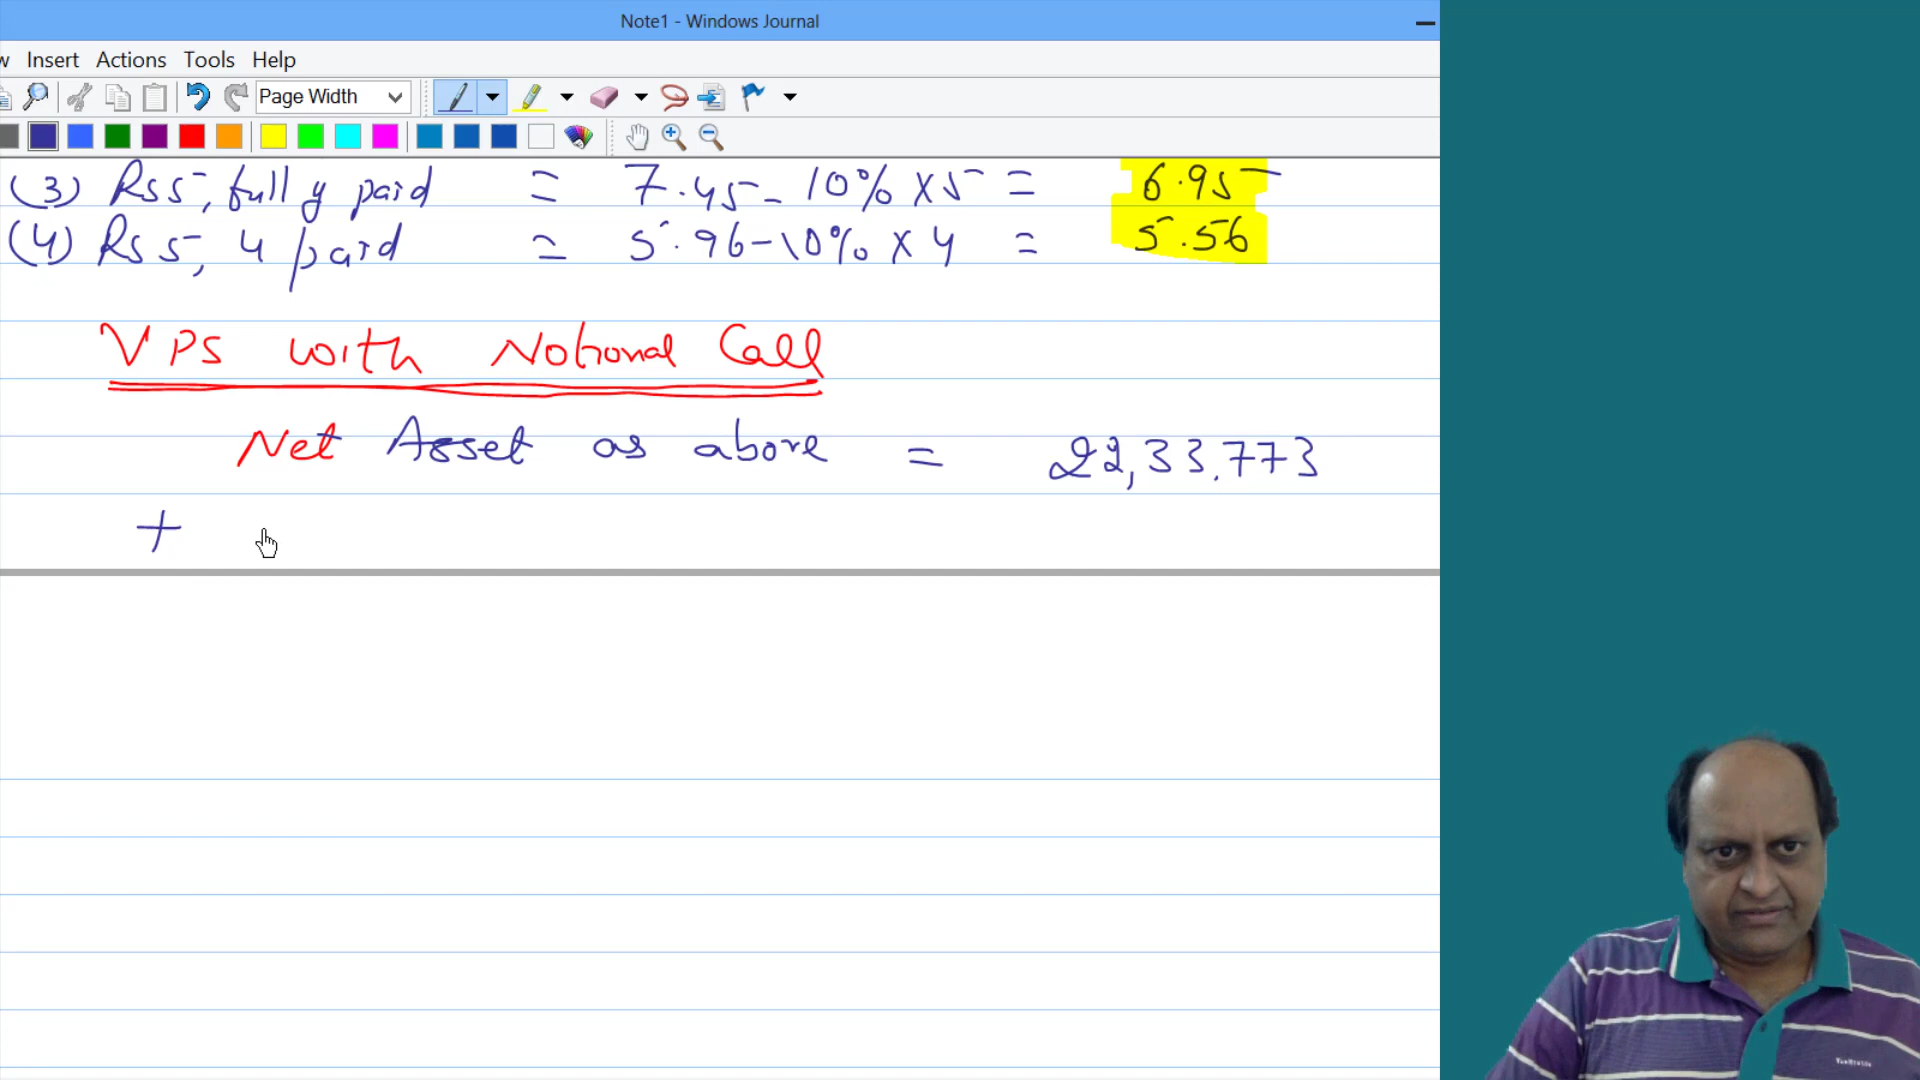 Note1 - Windows Journal
w Insert Actions Tools Help
Page Width
(3) Rs 5, fully paid = 7.45 - 10% x 5 = 6.95
(4) Rs 5, 4 paid = 5.96 - 10% x 4 = 5.56
VPS with Notional Call
Net Asset as above = 22,33,773
+